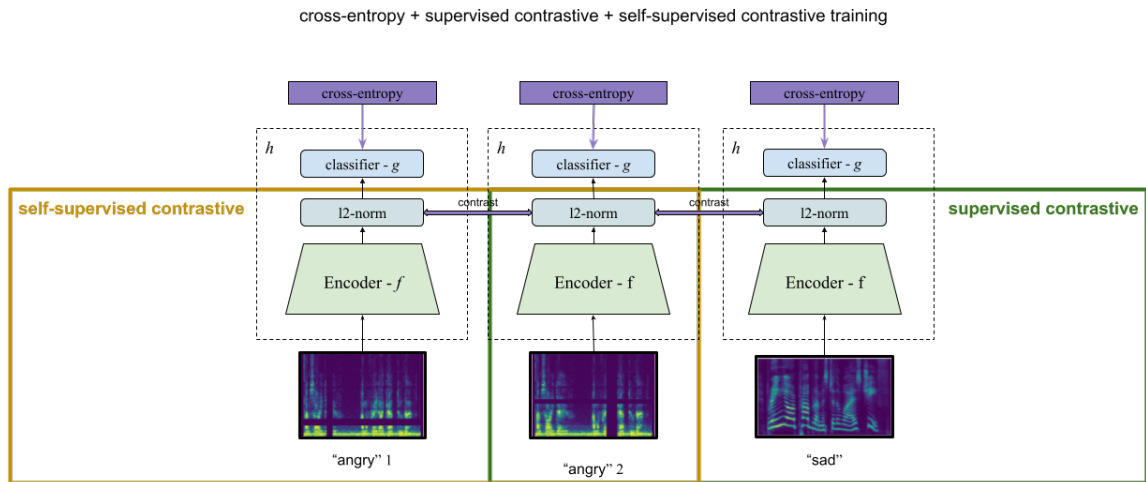 cross-entropy + supervised contrastive + self-supervised contrastive training
cross-entropy
cross-entropy
cross-entropy
h
h
h
classifier - g
classifier - g
classifier - g
self-supervised contrastive
l2-norm
contrast
l2-norm
contrast
l2-norm
supervised contrastive
Encoder - f
Encoder - f
Encoder - f
“angry” 1
“angry” 2
“sad”